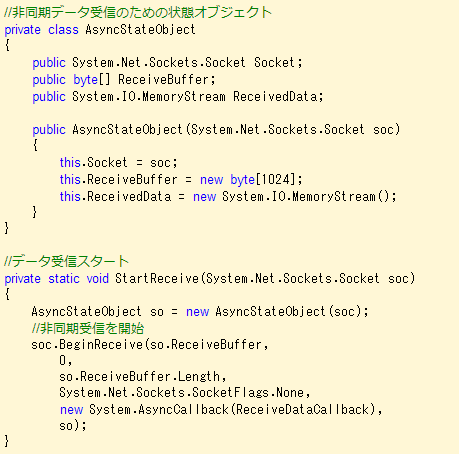 //非同期データ受信のための状態オブジェクト
private class AsyncStateObject
{
    public System.Net.Sockets.Socket Socket;
    public byte[] ReceiveBuffer;
    public System.IO.MemoryStream ReceivedData;

    public AsyncStateObject(System.Net.Sockets.Socket soc)
    {
        this.Socket = soc;
        this.ReceiveBuffer = new byte[1024];
        this.ReceivedData = new System.IO.MemoryStream();
    }
}

//データ受信スタート
private static void StartReceive(System.Net.Sockets.Socket soc)
{
    AsyncStateObject so = new AsyncStateObject(soc);
    //非同期受信を開始
    soc.BeginReceive(so.ReceiveBuffer,
        0,
        so.ReceiveBuffer.Length,
        System.Net.Sockets.SocketFlags.None,
        new System.AsyncCallback(ReceiveDataCallback),
        so);
}